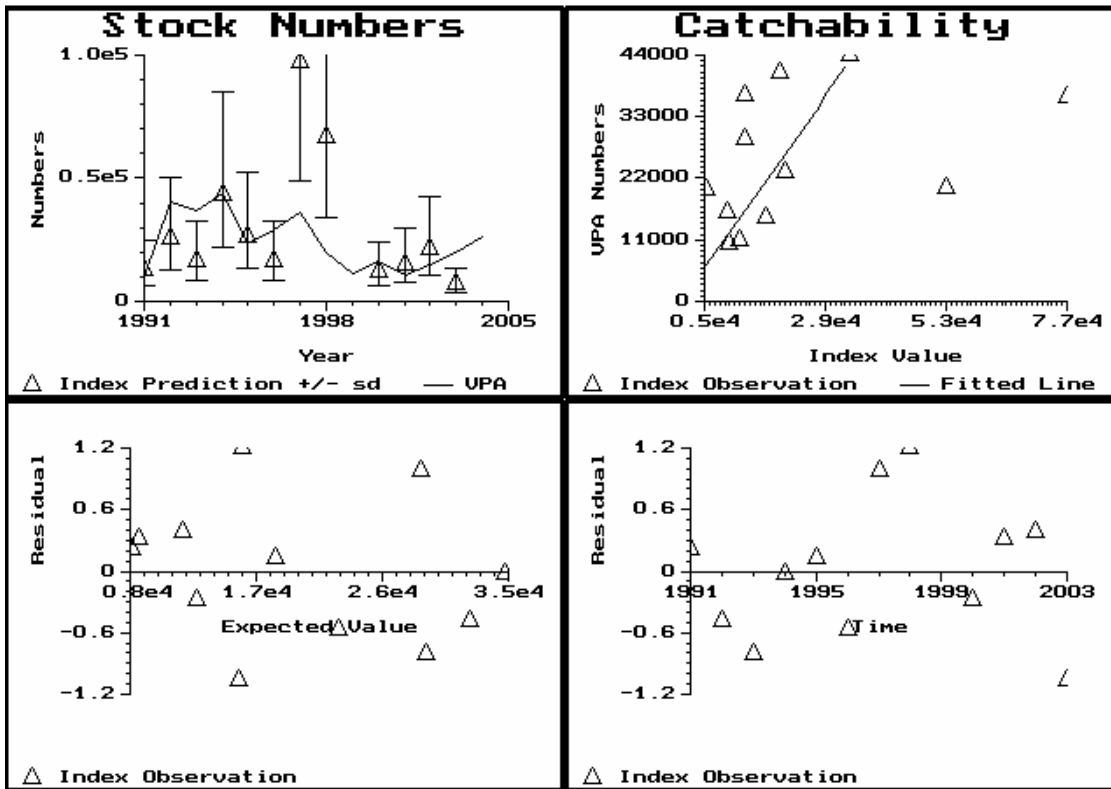 Stock Numbers
1.0e5
0.5e5
0
Numbers
1991 1998 2005
Year
Index Prediction +/- sd VPA
Catchability
44000
33000
22000
11000
0
VPA Numbers
0.5e4 2.9e4 5.3e4 7.7e4
Index Value
Index Observation Fitted Line
1.2
0.6
0
-0.6
-1.2
Residual
0.8e4 1.7e4 2.6e4 3.5e4
Expected Value
Index Observation
1.2
0.6
0
-0.6
-1.2
Residual
1991 1995 1999 2003
Time
Index Observation